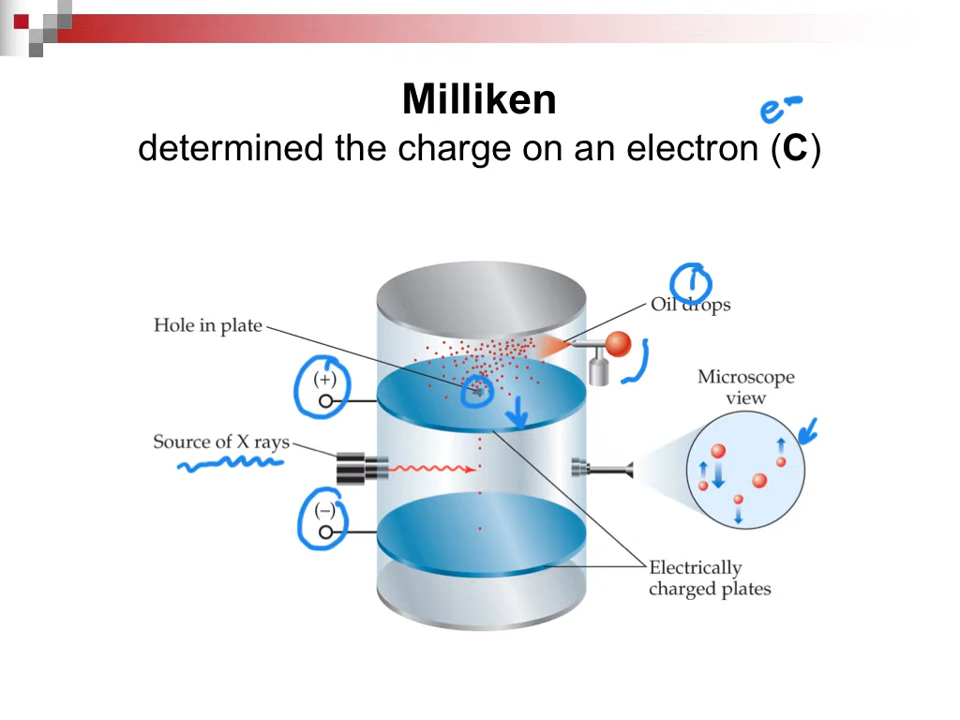 Milliken
e-
determined the charge on an electron (C)
1
Oil drops
Hole in plate
(+)
Microscope
view
Source of X rays
(–)
Electrically
charged plates